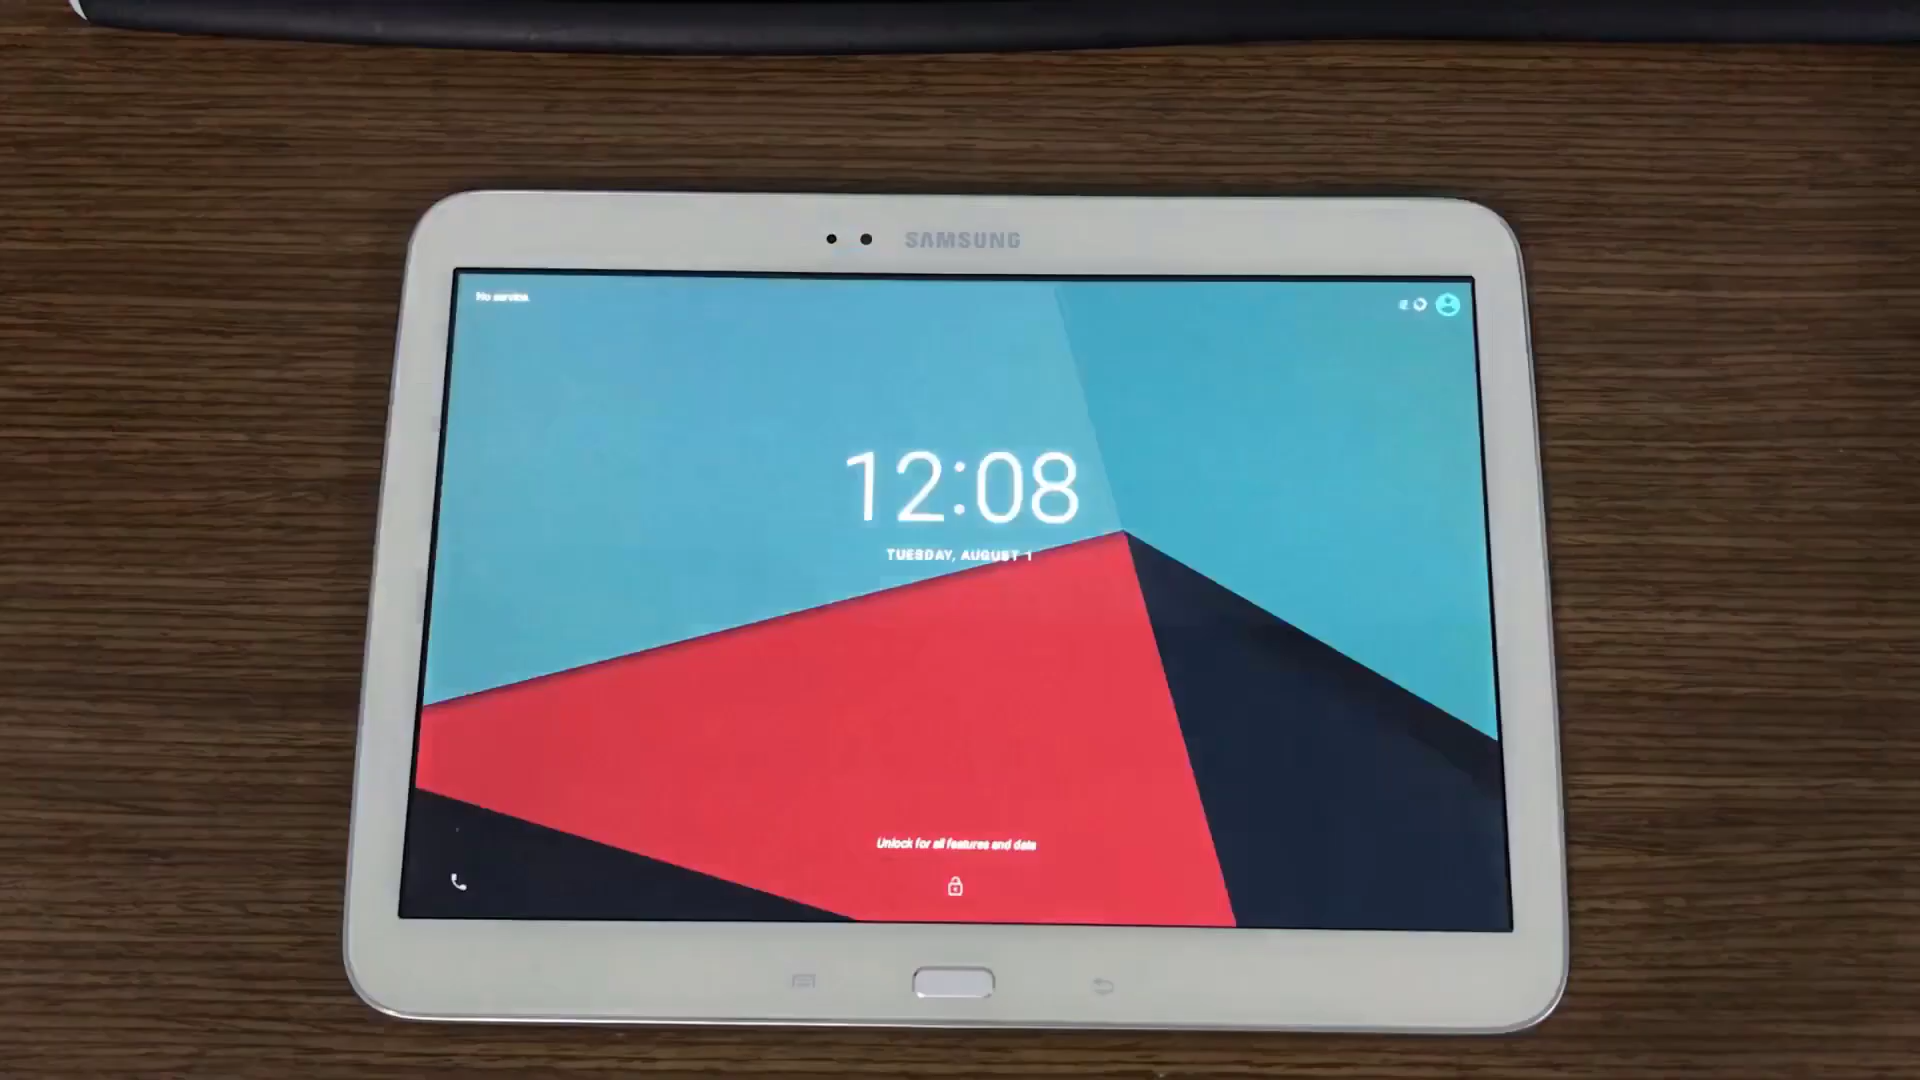 SAMSUNG
No service.
12:08
TUESDAY, AUGUST 1
Unlock for all features and data